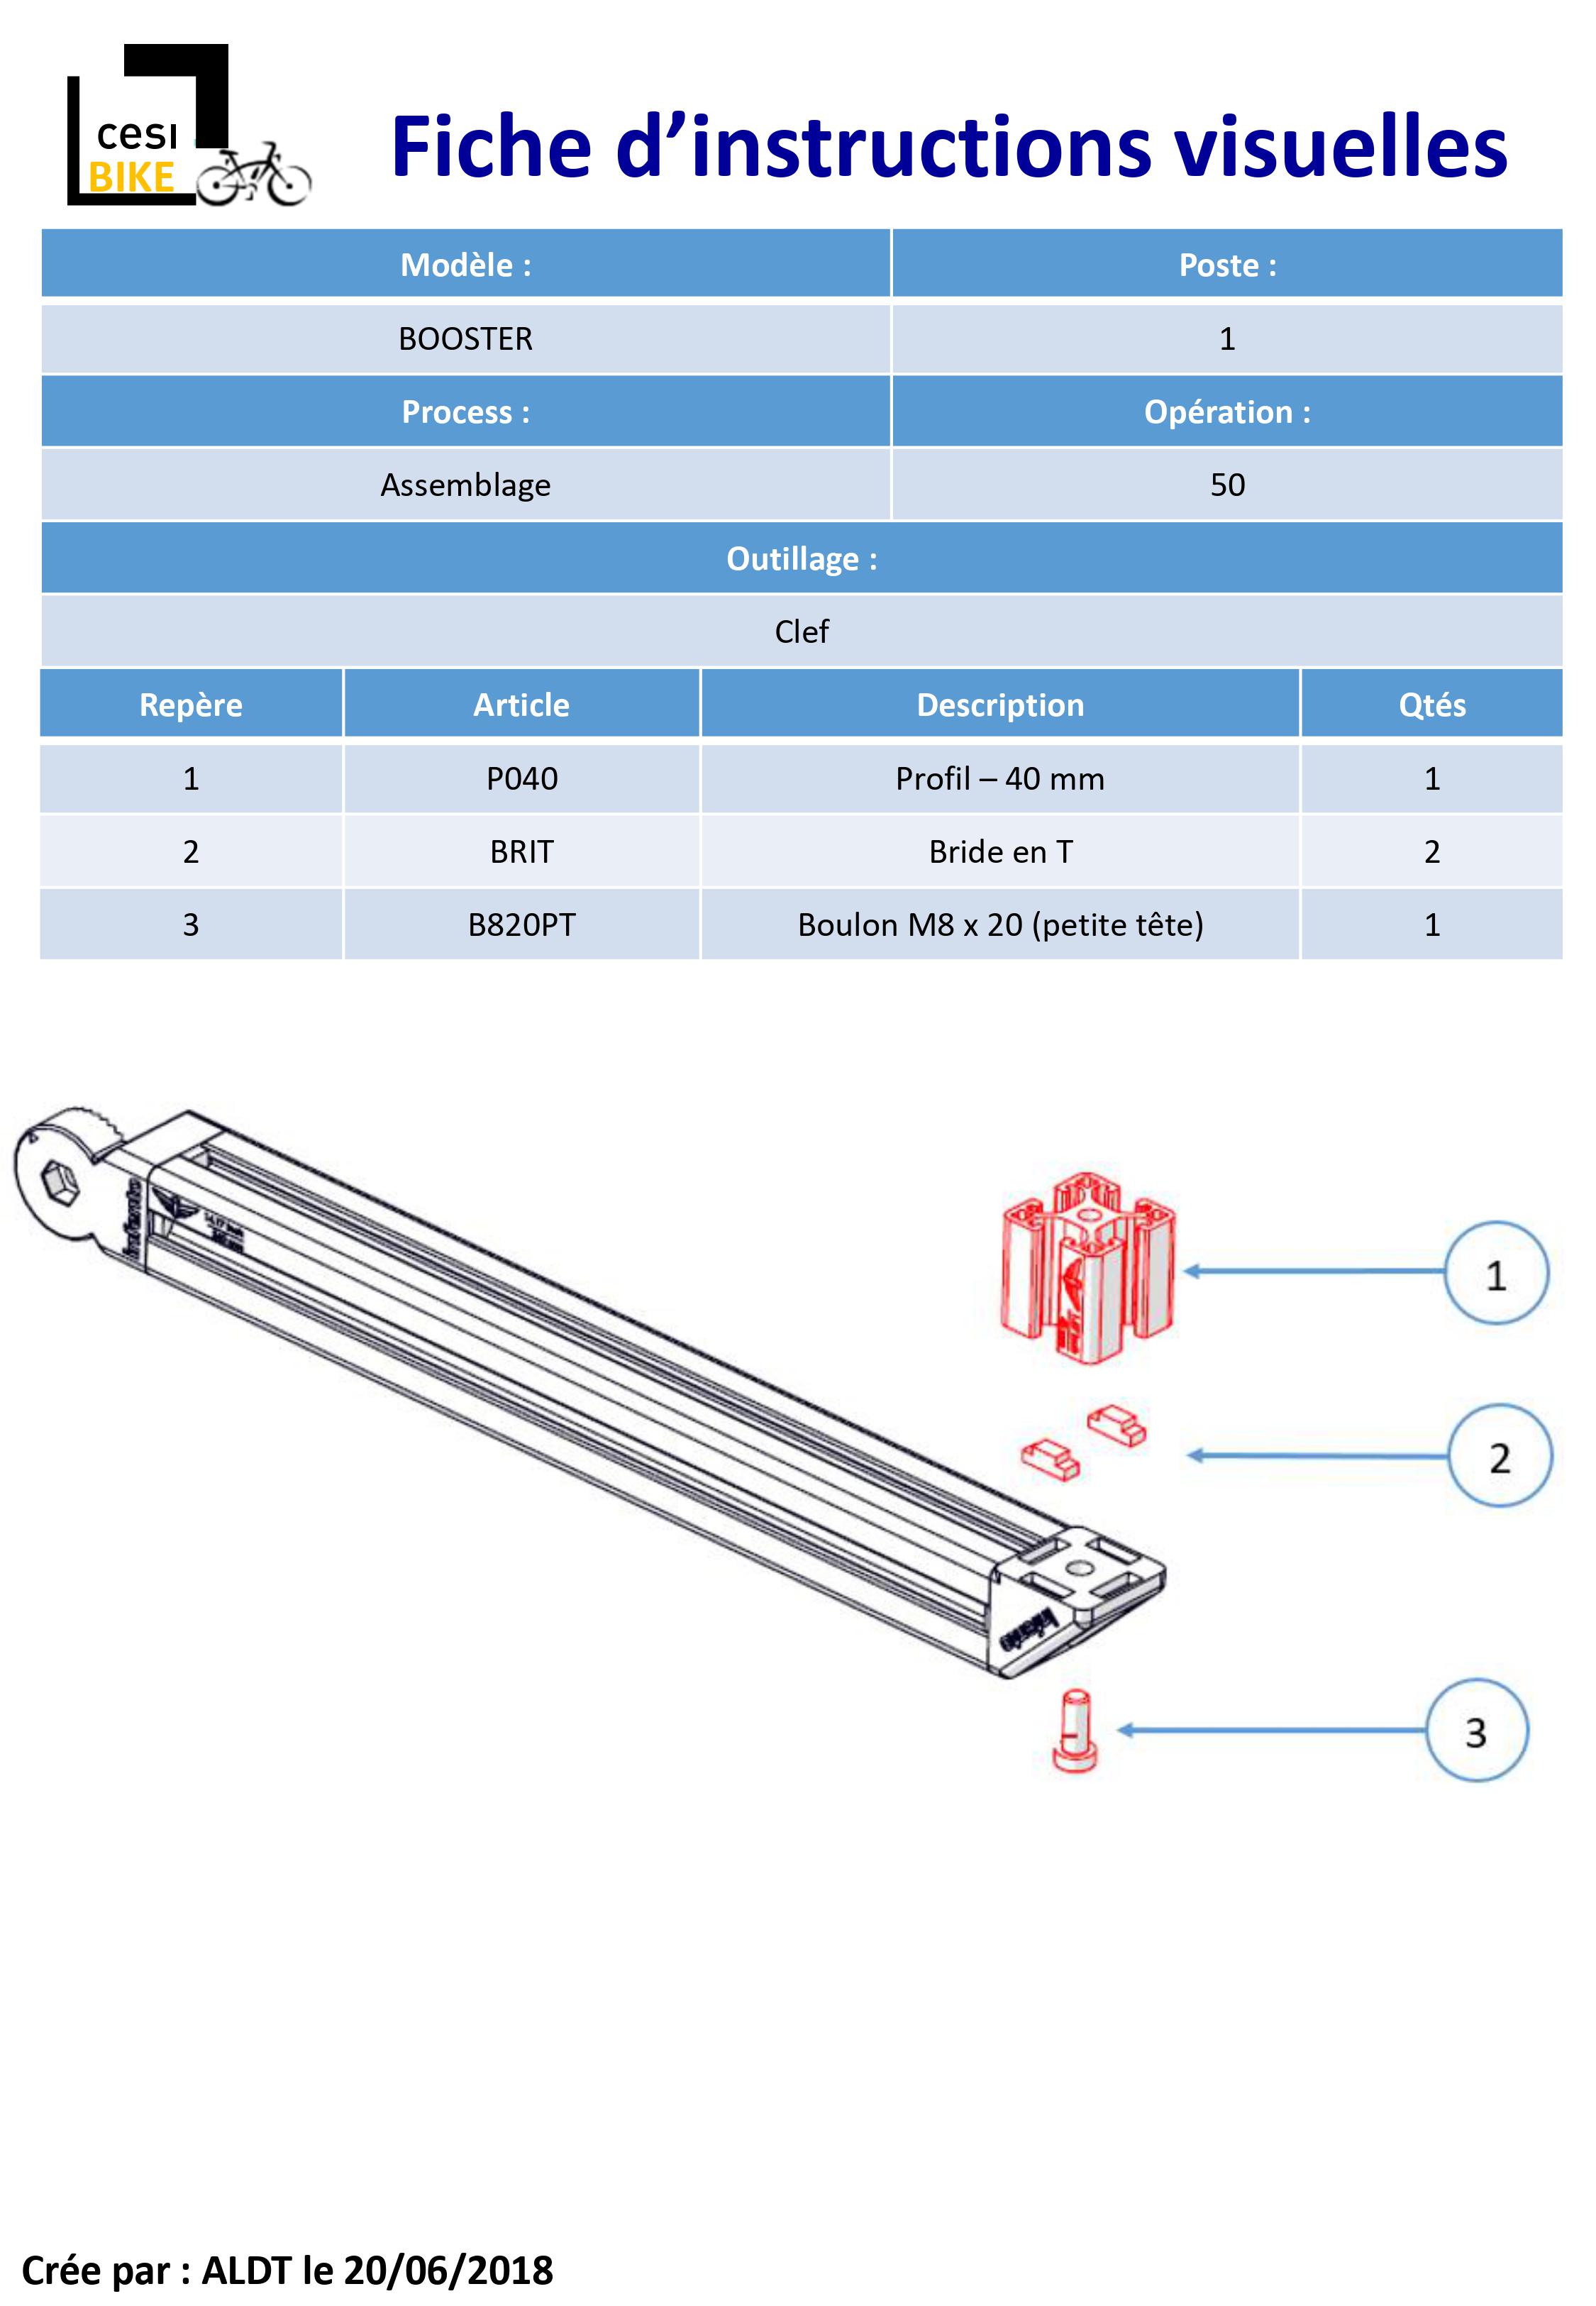 cesi
BIKE
Fiche d’instructions visuelles
Modèle : Poste :
BOOSTER 1
Process : Opération :
Assemblage 50
Outillage :
Clef
Repère Article Description Qtés
1 P040 Profil – 40 mm 1
2 BRIT Bride en T 2
3 B820PT Boulon M8 x 20 (petite tête) 1
infento
1
2
infento
3
Crée par : ALDT le 20/06/2018